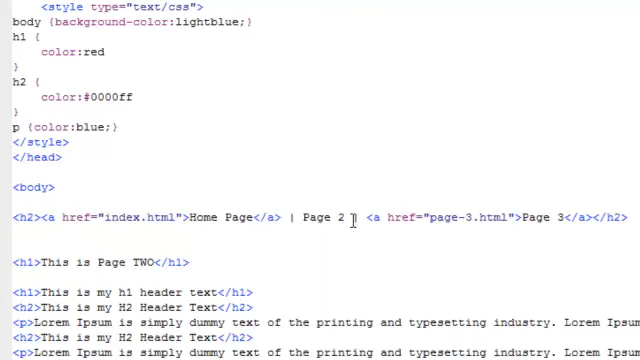 <style type="text/css">
body {background-color:lightblue;}
h1 {
color:red
}
h2 {
color:#0000ff
}
p {color:blue;}
</style>
</head>
<body>
<h2><a href="index.html">Home Page</a> | Page 2 | <a href="page-3.html">Page 3</a></h2>
<h1>This is Page TWO</h1>
<h1>This is my h1 header text</h1>
<h2>This is my H2 Header Text</h2>
<p>Lorem Ipsum is simply dummy text of the printing and typesetting industry. Lorem Ipsum
<h2>This is my H2 Header Text</h2>
<p>Lorem Ipsum is simply dummy text of the printing and typesetting industry. Lorem Ipsum